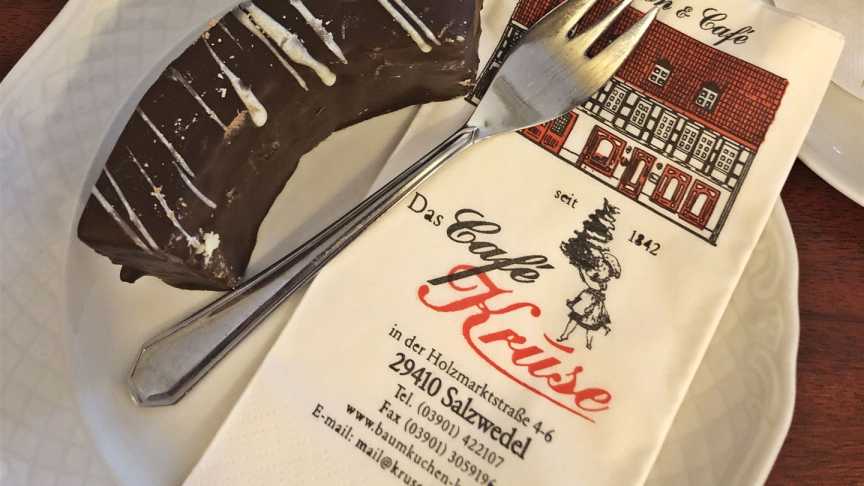 & Café
seit 1842
Das Café
Kruse
in der Holzmarktstraße 4-6
29410 Salzwedel
Tel. (03901) 422107
Fax (03901) 3059196
www.baumkuchen-
E-mail: mail@kruse